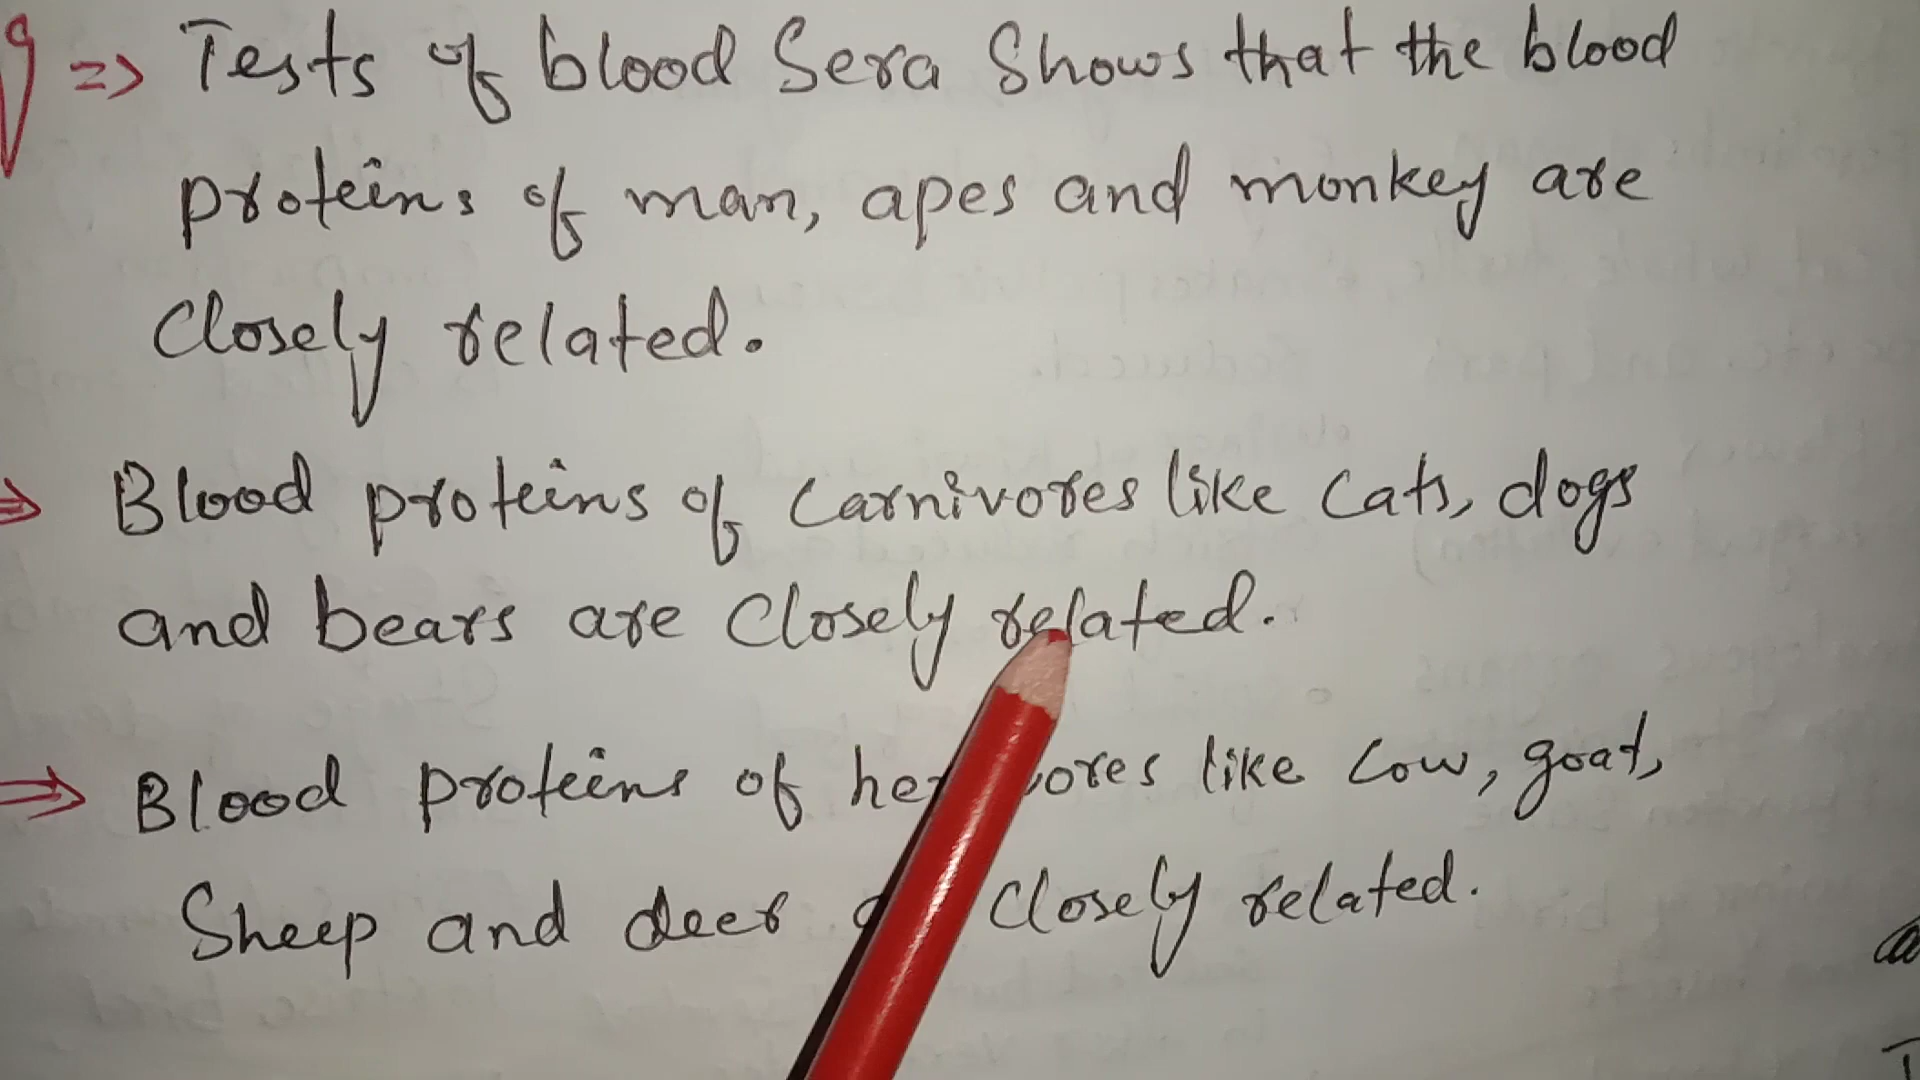 => Tests of blood Sera Shows that the blood
proteins of man, apes and monkey are
Closely related.
⇒ Blood proteins of Carnivores like Cats, dogs
and bears are Closely related.
⇒ Blood proteins of like Cow, goat,
Sheep and deer Closely related.